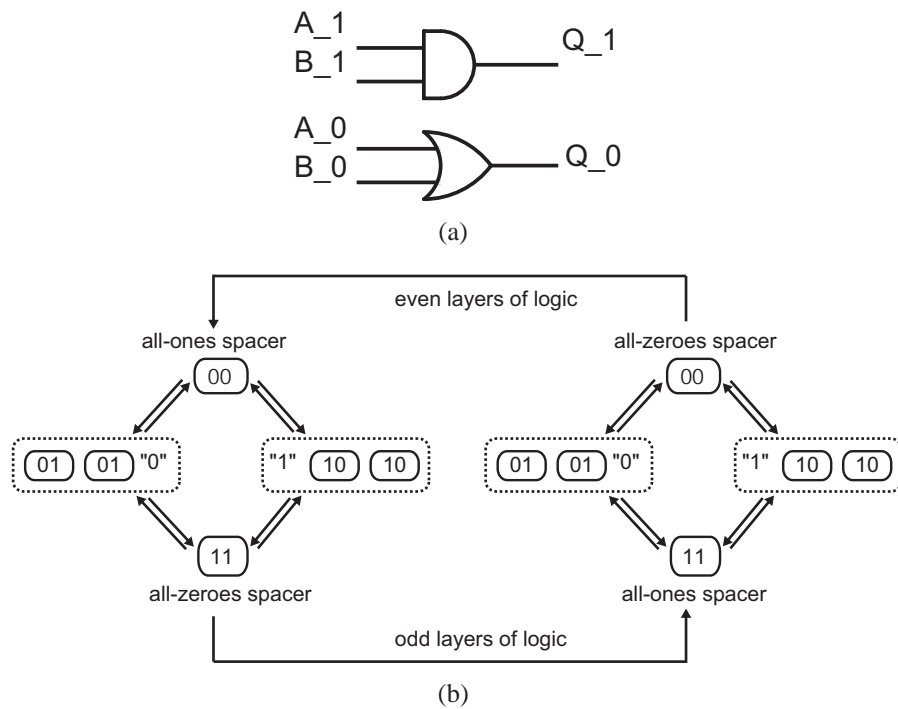 A_1
B_1
Q_1
A_0
B_0
Q_0
(a)
even layers of logic
all-ones spacer
all-zeroes spacer
00
00
01 01 "0"
"1" 10 10
01 01 "0"
"1" 10 10
11
11
all-zeroes spacer
all-ones spacer
odd layers of logic
(b)